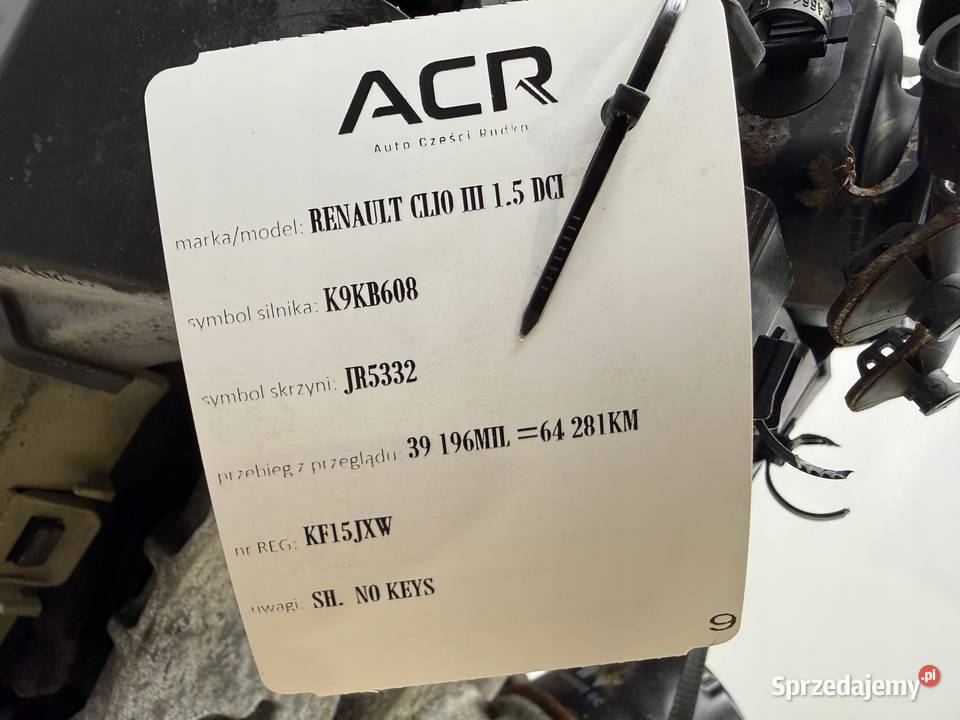 ACR
Auto Części Rudka
marka/model: RENAULT CLIO III 1.5 DCI
symbol silnika: K9KB608
symbol skrzyni: JR5332
przebieg z przeglądu: 39 196MIL =64 281KM
nr REG: KF15JXW
uwagi: SH. NO KEYS
9
Sprzedajemy.pl